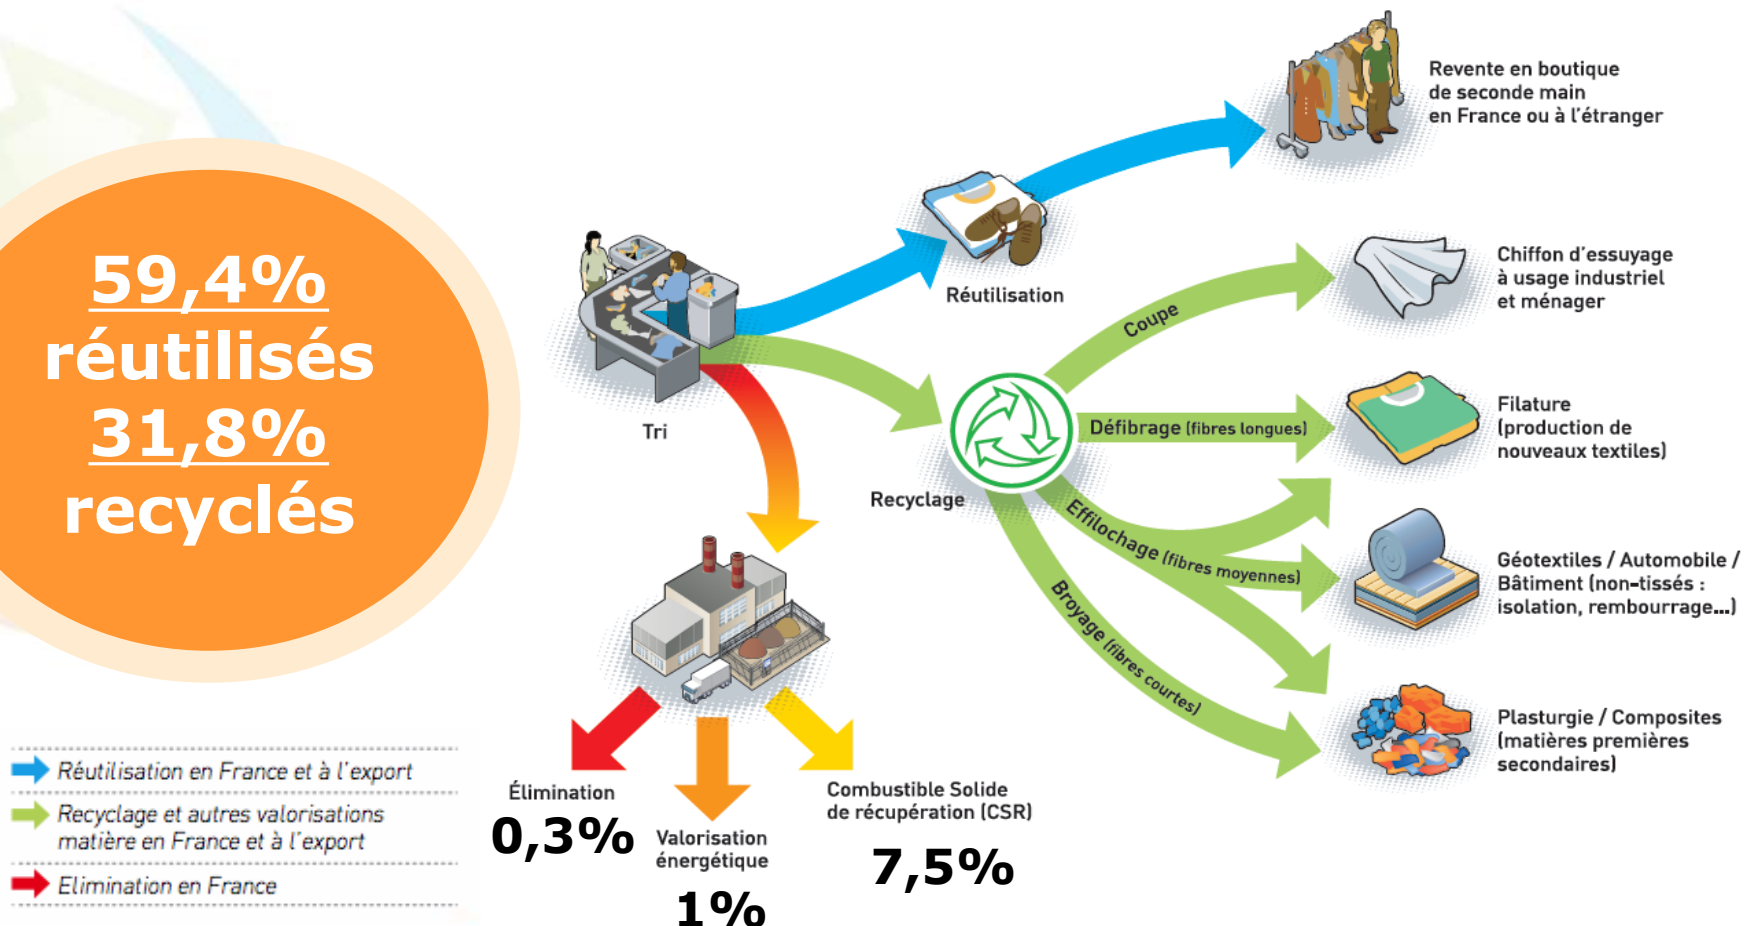 59,4%
réutilisés
31,8%
recyclés
Revente en boutique
de seconde main
en France ou à l'étranger
Réutilisation
Chiffon d'essuyage
à usage industriel
et ménager
Coupe
Tri
Recyclage
Défibrage (fibres longues)
Filature
(production de
nouveaux textiles)
Effilochage (fibres moyennes)
Géotextiles / Automobile /
Bâtiment (non-tissés :
isolation, rembourrage...)
Broyage (fibres courtes)
Plasturgie / Composites
(matières premières
secondaires)
Élimination
0,3%
Valorisation
énergétique
1%
Combustible Solide
de récupération (CSR)
7,5%
Réutilisation en France et à l'export
Recyclage et autres valorisations
matière en France et à l'export
Elimination en France